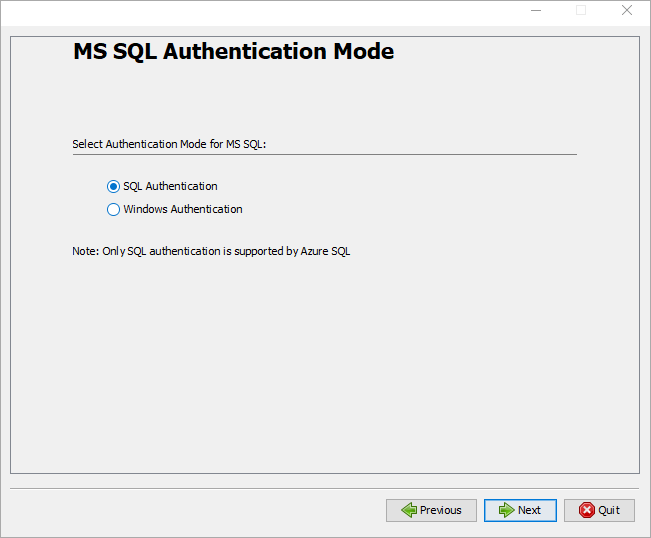 MS SQL Authentication Mode
Select Authentication Mode for MS SQL:
SQL Authentication
Windows Authentication
Note: Only SQL authentication is supported by Azure SQL
Previous
Next
Quit